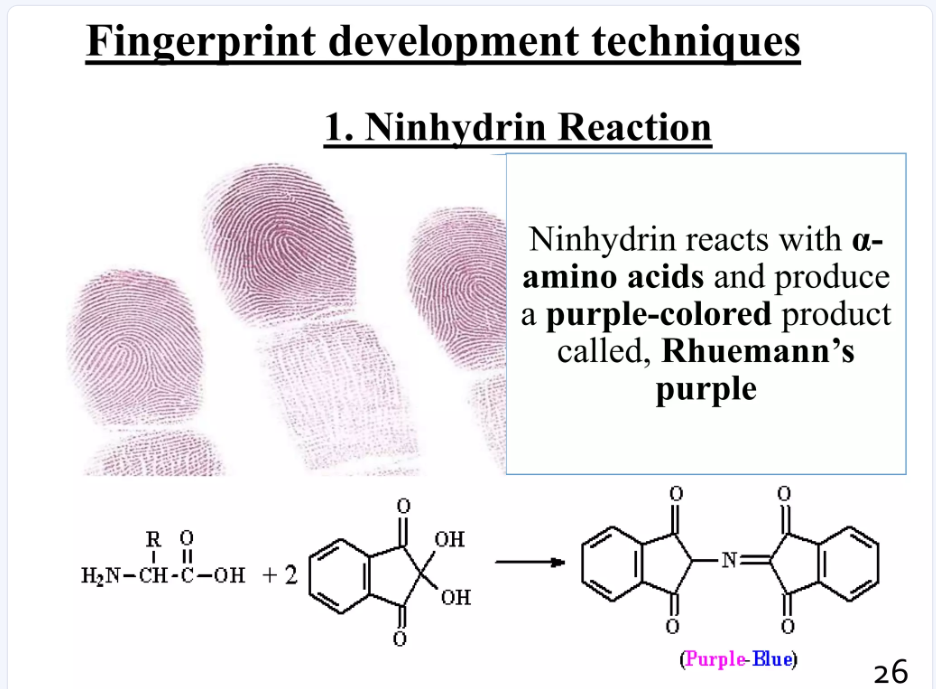 Fingerprint development techniques
1. Ninhydrin Reaction
Ninhydrin reacts with α-
amino acids and produce
a purple-colored product
called, Rhuemann’s
purple
R O
H₂N-CH-C-OH + 2
O
OH
OH
O
O
O
N
O
O
(Purple-Blue)
26